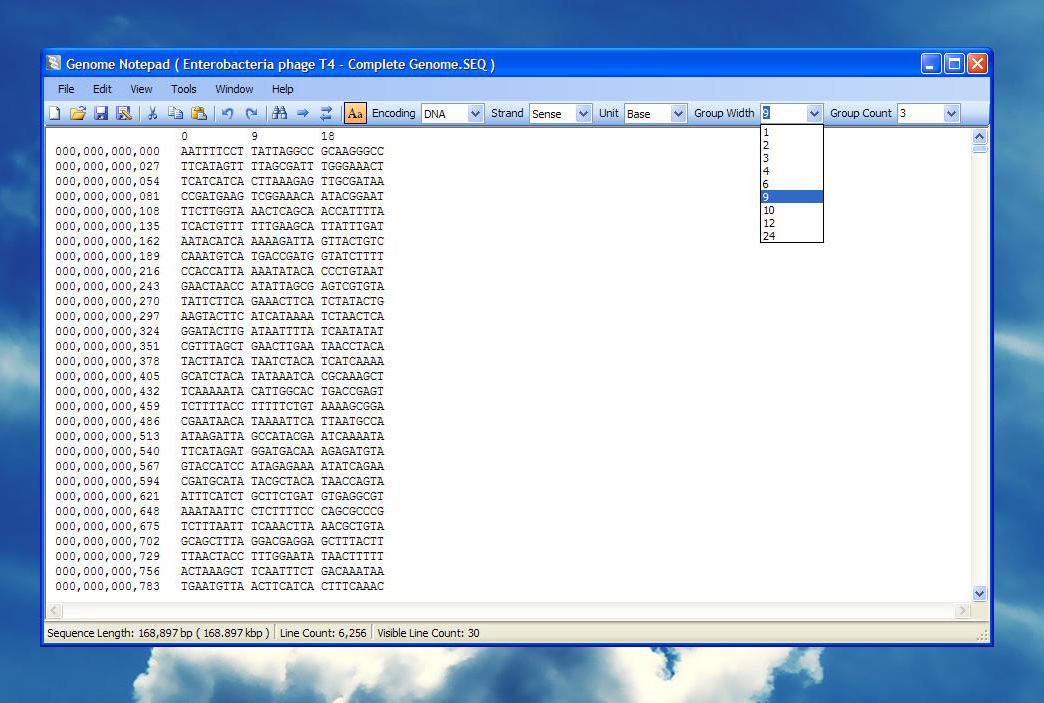 Genome Notepad ( Enterobacteria phage T4 - Complete Genome.SEQ )
File Edit View Tools Window Help
Aa Encoding DNA Strand Sense Unit Base Group Width 9 Group Count 3
0 9 18
000,000,000,000 AATTTTCCT TATTAGGCC GCAAGGGCC
000,000,000,027 TTCATAGTT TTAGCGATT TGGGAAACT
000,000,000,054 TCATCATCA CTTAAAGAG TTGCGATAA
000,000,000,081 CCGATGAAG TCGGAAACA ATACGGAAT
000,000,000,108 TTCTTGGTA AACTCAGCA ACCATTTTA
000,000,000,135 TCACTGTTT TTTGAAGCA TTATTTGAT
000,000,000,162 AATACATCA AAAAGATTA GTTACTGTC
000,000,000,189 CAAATGTCA TGACCGATG GTATCTTTT
000,000,000,216 CCACCATTA AAATATACA CCCTGTAAT
000,000,000,243 GAACTAACC ATATTAGCG AGTCGTGTA
000,000,000,270 TATTCTTCA GAAACTTCA TCTATACTG
000,000,000,297 AAGTACTTC ATCATAAAA TCTAACTCA
000,000,000,324 GGATACTTG ATAATTTTA TCAATATAT
000,000,000,351 CGTTTAGCT GAACTTGAA TAACCTACA
000,000,000,378 TACTTATCA TAATCTACA TCATCAAAA
000,000,000,405 GCATCTACA TATAAATCA CGCAAAGCT
000,000,000,432 TCAAAAATA CATTGGCAC TGACCGAGT
000,000,000,459 TCTTTTACC TTTTTCTGT AAAAGCGGA
000,000,000,486 CGAATAACA TAAAATTCA TTAATGCCA
000,000,000,513 ATAAGATTA GCCATACGA ATCAAAATA
000,000,000,540 TTCATAGAT GGATGACAA AGAGATGTA
000,000,000,567 GTACCATCC ATAGAGAAA ATATCAGAA
000,000,000,594 CGATGCATA TACGCTACA TAACCAGTA
000,000,000,621 ATTTCATCT GCTTCTGAT GTGAGGCGT
000,000,000,648 AAATAATTC CTCTTTTCC CAGCGCCCG
000,000,000,675 TCTTTAATT TCAAACTTA AACGCTGTA
000,000,000,702 GCAGCTTTA GGACGAGGA GCTTTACTT
000,000,000,729 TTAACTACC TTTGGAATA TAACTTTTT
000,000,000,756 ACTAAAGCT TCAATTTCT GACAAATAA
000,000,000,783 TGAATGTTA ACTTCATCA CTTTCAAAC
1
2
3
4
6
9
10
12
24
Sequence Length: 168,897 bp ( 168.897 kbp ) Line Count: 6,256 Visible Line Count: 30